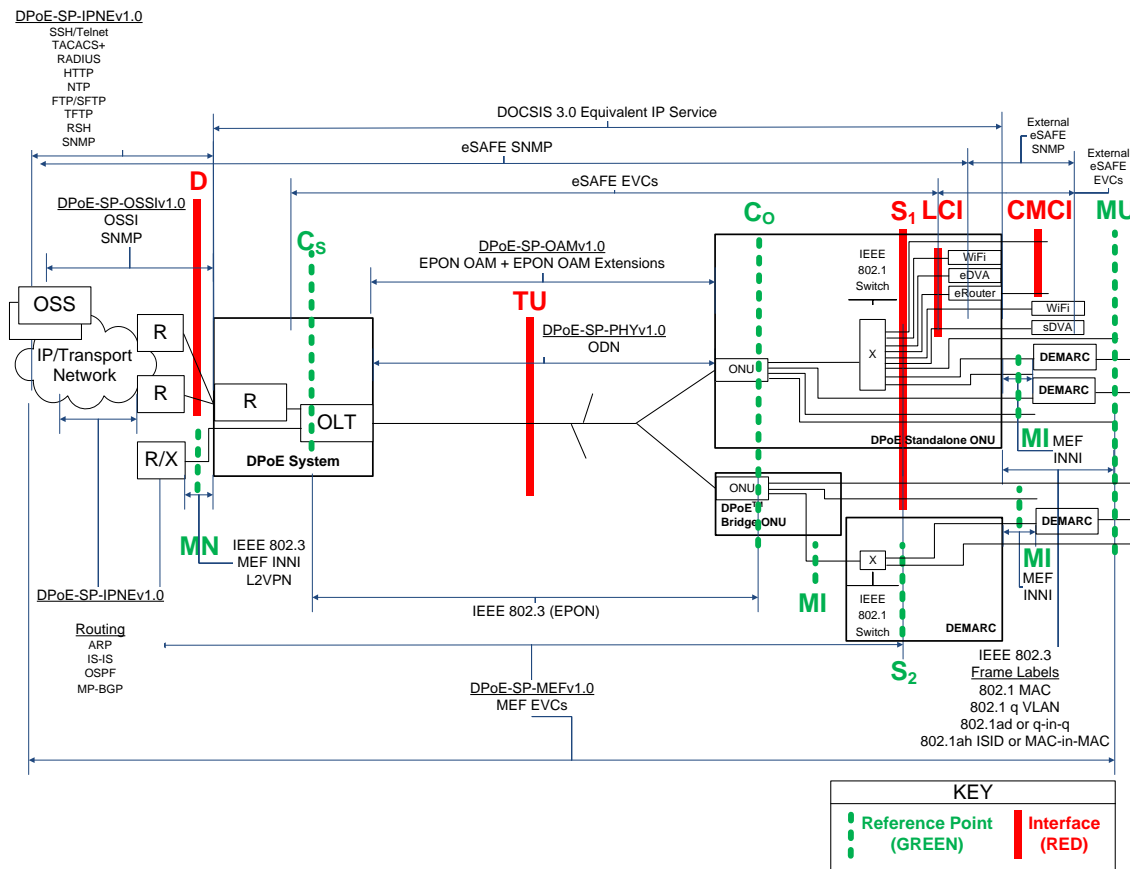 DPoE-SP-IPNEv1.0
SSH/Telnet
TACACS+
RADIUS
HTTP
NTP
FTP/SFTP
TFTP
RSH
SNMP
DOCSIS 3.0 Equivalent IP Service
External
eSAFE
SNMP
eSAFE SNMP
External
eSAFE
EVCs
eSAFE EVCs
D
DPoE-SP-OSSIv1.0
OSSI
SNMP
CS
DPoE-SP-OAMv1.0
EPON OAM + EPON OAM Extensions
CO
S1
LCI
CMCI
MU
IEEE
802.1
Switch
WiFi
eDVA
eRouter
WiFi
sDVA
OSS
IP/Transport
Network
R
R
R
R/X
OLT
DPoE System
TU
DPoE-SP-PHYv1.0
ODN
ONU
X
DEMARC
DEMARC
DPoE Standalone ONU
MI
MEF
INNI
ONU
DPoE™
Bridge ONU
DEMARC
MN
IEEE 802.3
MEF INNI
L2VPN
MI
X
IEEE
802.1
Switch
DEMARC
MI
MEF
INNI
DPoE-SP-IPNEv1.0
IEEE 802.3 (EPON)
Routing
ARP
IS-IS
OSPF
MP-BGP
S2
DPoE-SP-MEFv1.0
MEF EVCs
IEEE 802.3
Frame Labels
802.1 MAC
802.1 q VLAN
802.1ad or q-in-q
802.1ah ISID or MAC-in-MAC
KEY
Reference Point
(GREEN)
Interface
(RED)